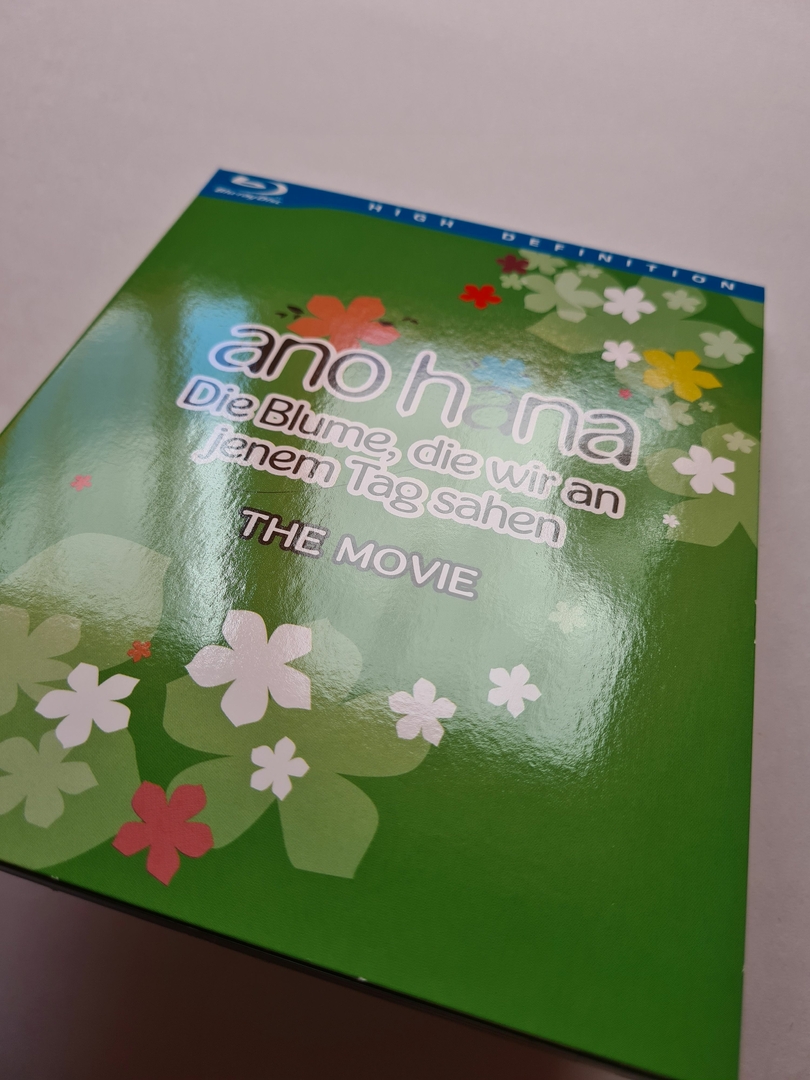 Blu-ray Disc
HIGH DEFINITION
ano hana
Die Blume, die wir an
jenem Tag sahen
THE MOVIE